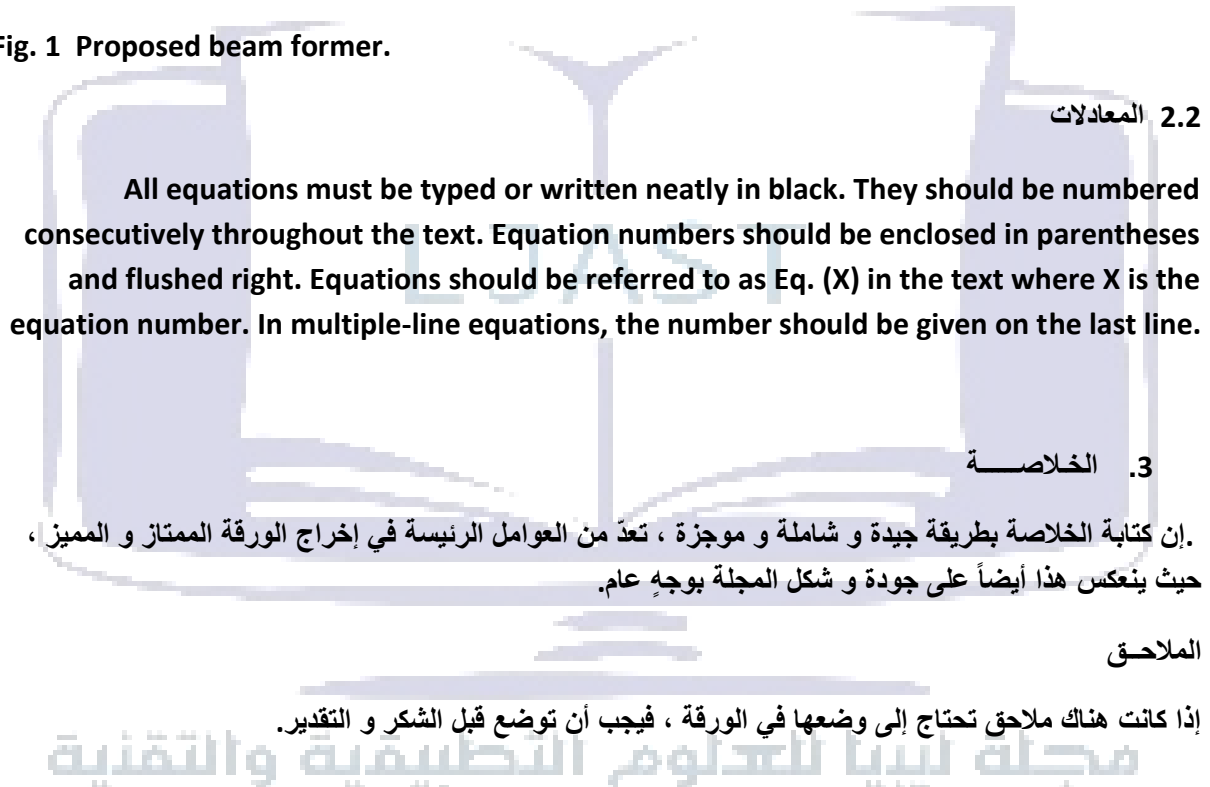 Fig. 1 Proposed beam former.
2.2 المعادلات
All equations must be typed or written neatly in black. They should be numbered
consecutively throughout the text. Equation numbers should be enclosed in parentheses
and flushed right. Equations should be referred to as Eq. (X) in the text where X is the
equation number. In multiple-line equations, the number should be given on the last line.
LJAST
3. الخـلاصـــــة
.إن كتابة الخلاصة بطريقة جيدة و شاملة و موجزة ، تعدّ من العوامل الرئيسة في إخراج الورقة الممتاز و المميز ،
حيث ينعكس هذا أيضاً على جودة و شكل المجلة بوجهٍ عام.
الملاحــق
إذا كانت هناك ملاحق تحتاج إلى وضعها في الورقة ، فيجب أن توضع قبل الشكر و التقدير.
مجلة ليبيا للعلوم التطبيقية والتقنية